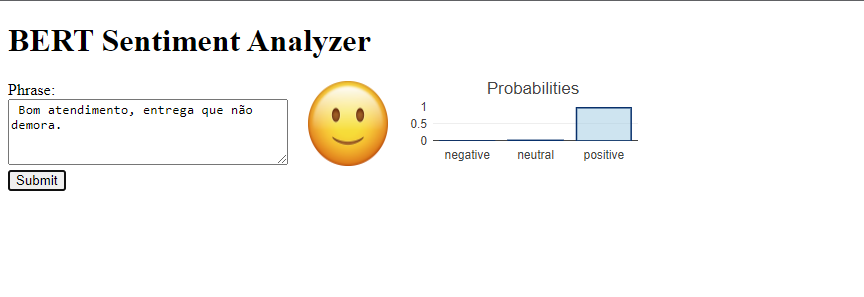 BERT Sentiment Analyzer
Phrase:
Bom atendimento, entrega que não
demora.
Submit
Probabilities
1
0.5
0
negative neutral positive